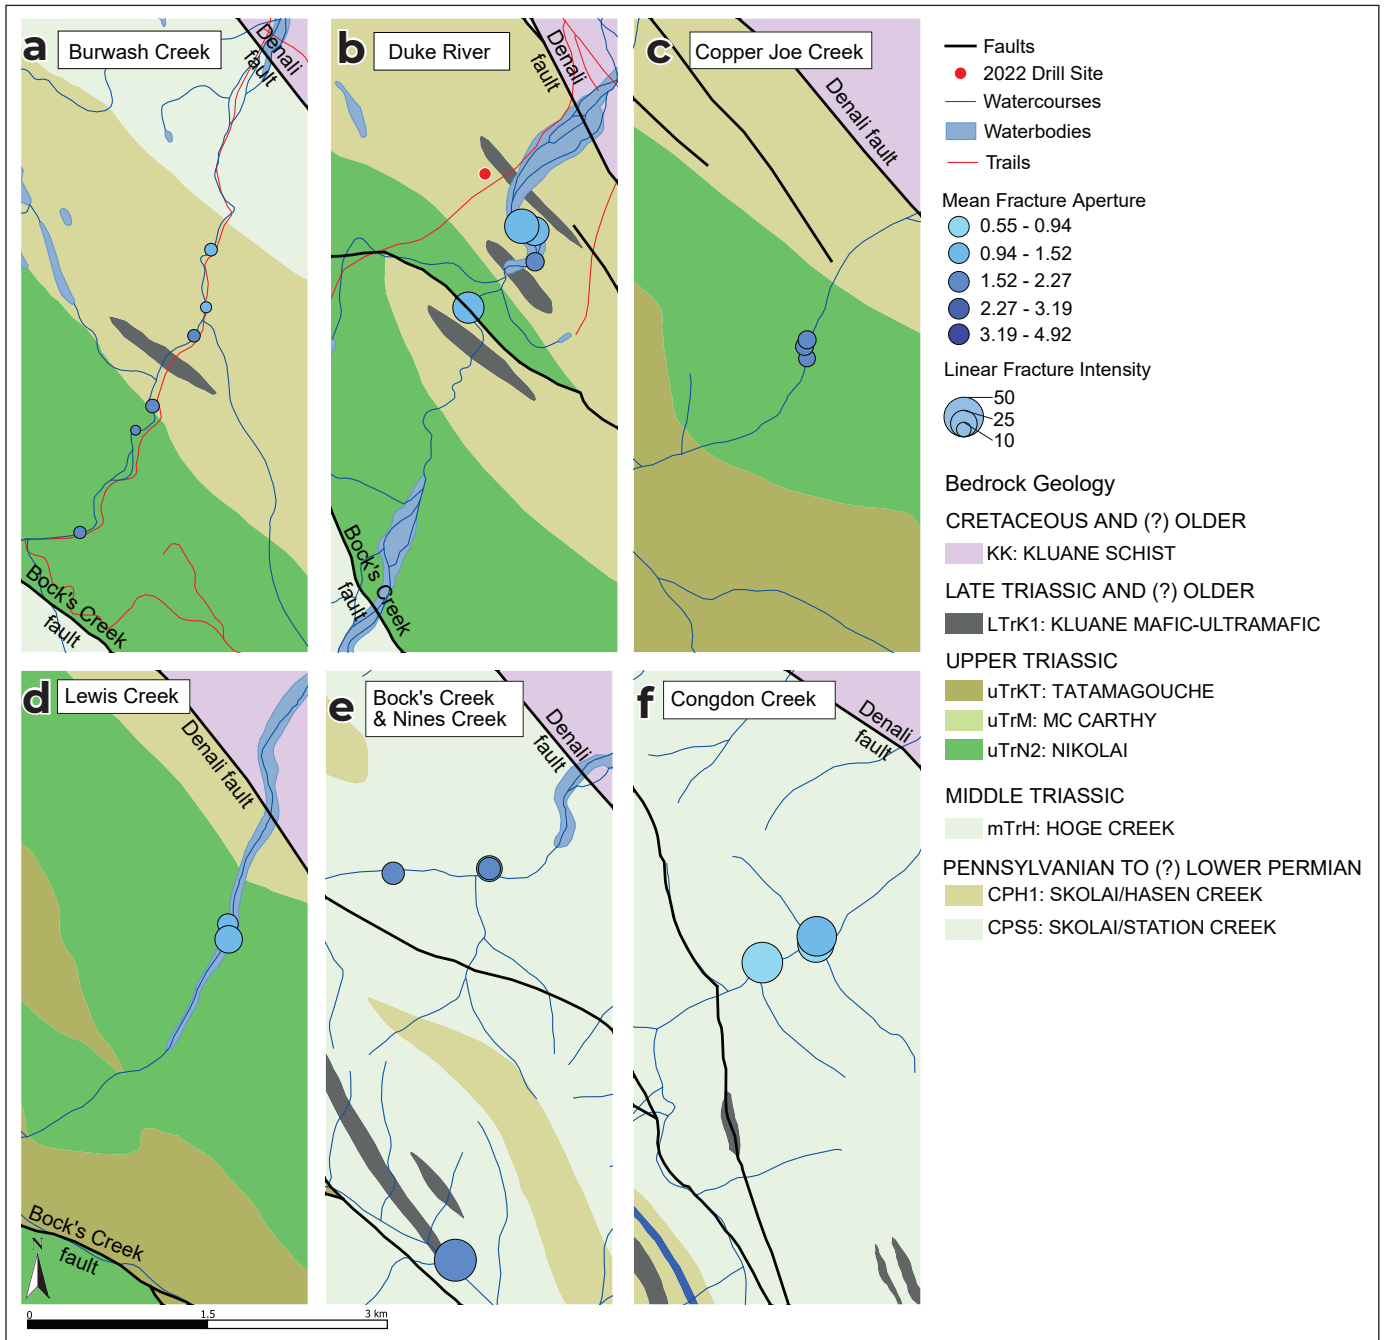 a
Burwash Creek
Denali
fault
Bock's Creek
fault
b
Duke River
Denali
fault
Bock's Creek
fault
c
Copper Joe Creek
Denali fault
d
Lewis Creek
Denali fault
Bock's Creek
fault
N
0
1.5
3 km
e
Bock's Creek
& Nines Creek
Denali
fault
f
Congdon Creek
Denali
fault
Faults
2022 Drill Site
Watercourses
Waterbodies
Trails
Mean Fracture Aperture
0.55 - 0.94
0.94 - 1.52
1.52 - 2.27
2.27 - 3.19
3.19 - 4.92
Linear Fracture Intensity
50
25
10
Bedrock Geology
CRETACEOUS AND (?) OLDER
KK: KLUANE SCHIST
LATE TRIASSIC AND (?) OLDER
LTrK1: KLUANE MAFIC-ULTRAMAFIC
UPPER TRIASSIC
uTrKT: TATAMAGOUCHE
uTrM: MC CARTHY
uTrN2: NIKOLAI
MIDDLE TRIASSIC
mTrH: HOGE CREEK
PENNSYLVANIAN TO (?) LOWER PERMIAN
CPH1: SKOLAI/HASEN CREEK
CPS5: SKOLAI/STATION CREEK